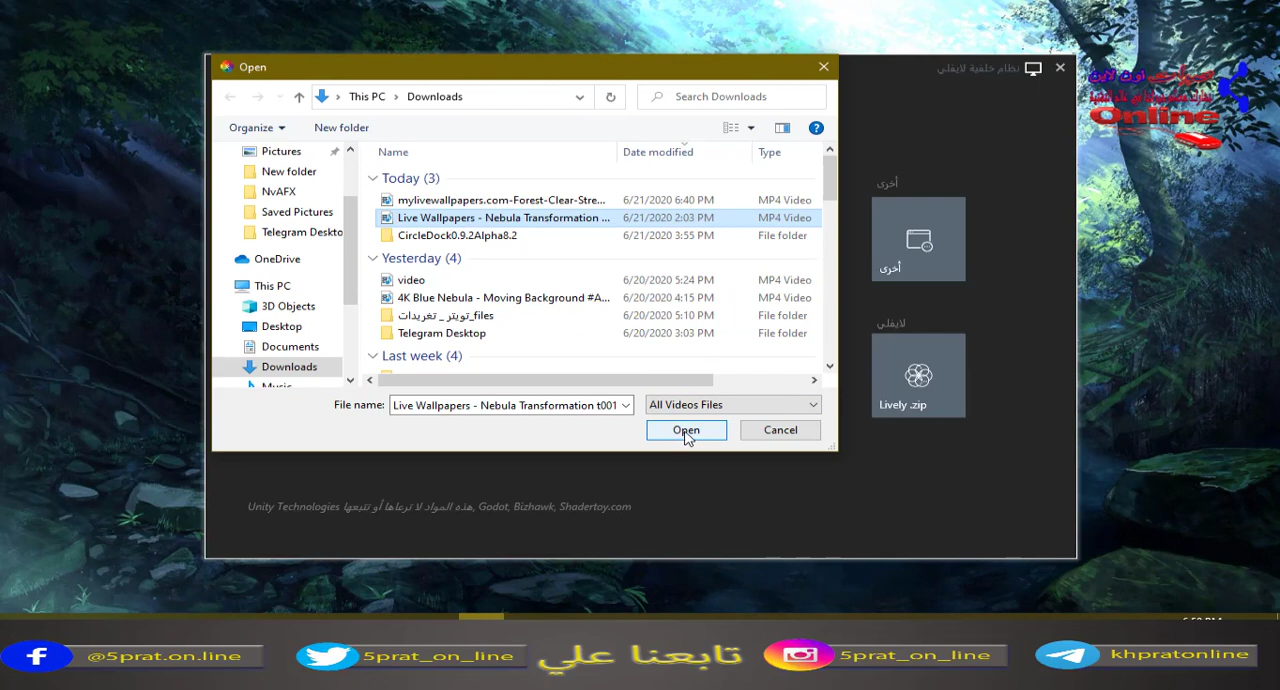 Open
نظام خلفية لايفلي
اون لاين
Online
This PC
Downloads
Search Downloads
Organize
New folder
Pictures
New folder
NvAFX
Saved Pictures
Telegram Deskto
OneDrive
This PC
3D Objects
Desktop
Documents
Downloads
Name Date modified Type
Today (3)
mylivewallpapers.com-Forest-Clear-Stre... 6/21/2020 6:40 PM MP4 Video
Live Wallpapers - Nebula Transformation ... 6/21/2020 2:03 PM MP4 Video
CircleDock0.9.2Alpha8.2 6/21/2020 3:55 PM File folder
Yesterday (4)
video 6/20/2020 5:24 PM MP4 Video
4K Blue Nebula - Moving Background #A... 6/20/2020 4:15 PM MP4 Video
تويتر _ تغريدات_files 6/20/2020 5:10 PM File folder
Telegram Desktop 6/20/2020 3:03 PM File folder
Last week (4)
File name: Live Wallpapers - Nebula Transformation t001 All Videos Files
Open Cancel
أخرى
أخرى
لايفلي
Lively .zip
Unity Technologies هذه المواد لا ترعاها أو تتبعها, Godot, Bizhawk, Shadertoy.com
@5prat.on.line
5prat_on_line
تابعنا علي
5prat_on_line
khpratonline